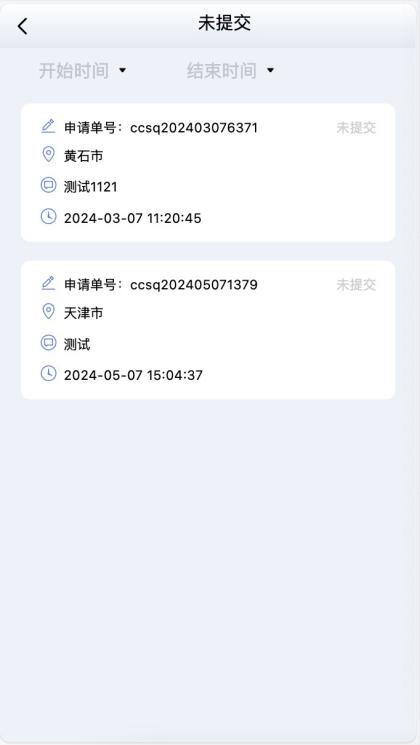 未提交
开始时间 结束时间
申请单号：ccsq202403076371 未提交
黄石市
测试1121
2024-03-07 11:20:45
申请单号：ccsq202405071379 未提交
天津市
测试
2024-05-07 15:04:37